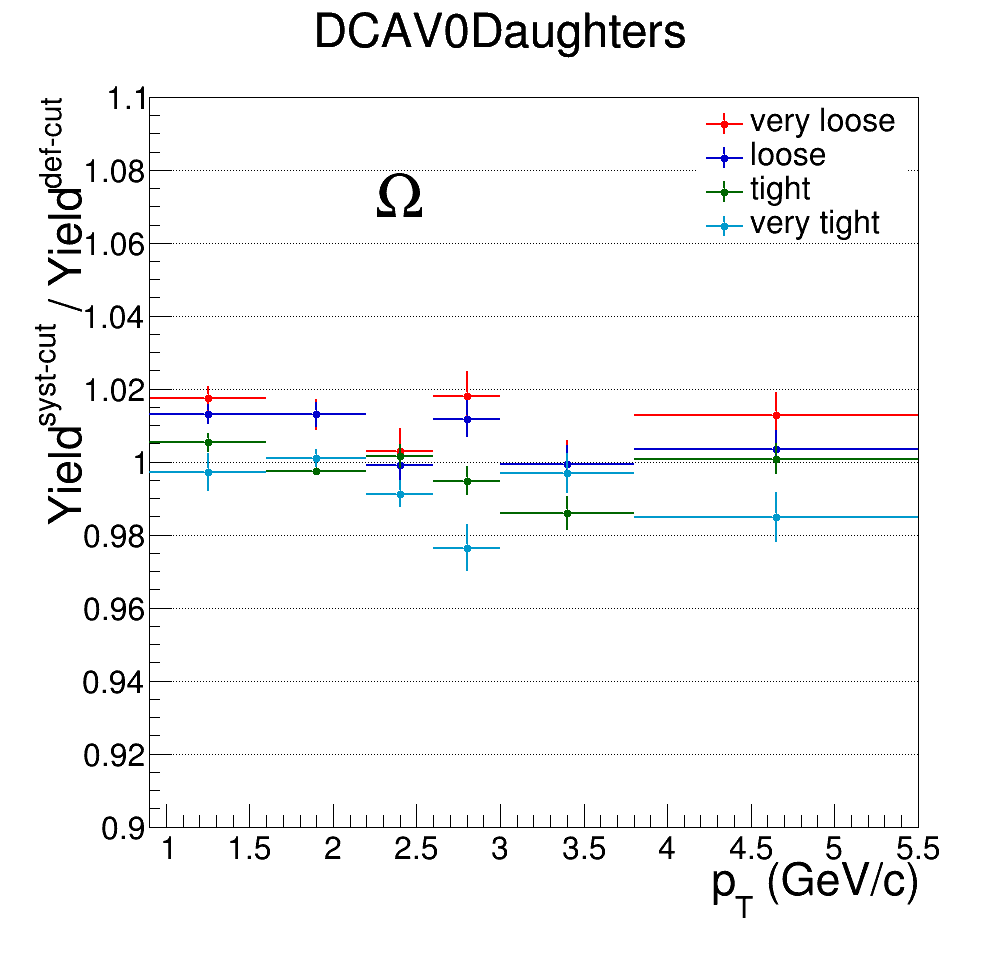 DCAV0Daughters
Yield^syst-cut / Yield^def-cut
1.1
1.08
1.06
1.04
1.02
1
0.98
0.96
0.94
0.92
0.9
Ω
very loose
loose
tight
very tight
1 1.5 2 2.5 3 3.5 4 4.5 5 5.5
p_T (GeV/c)